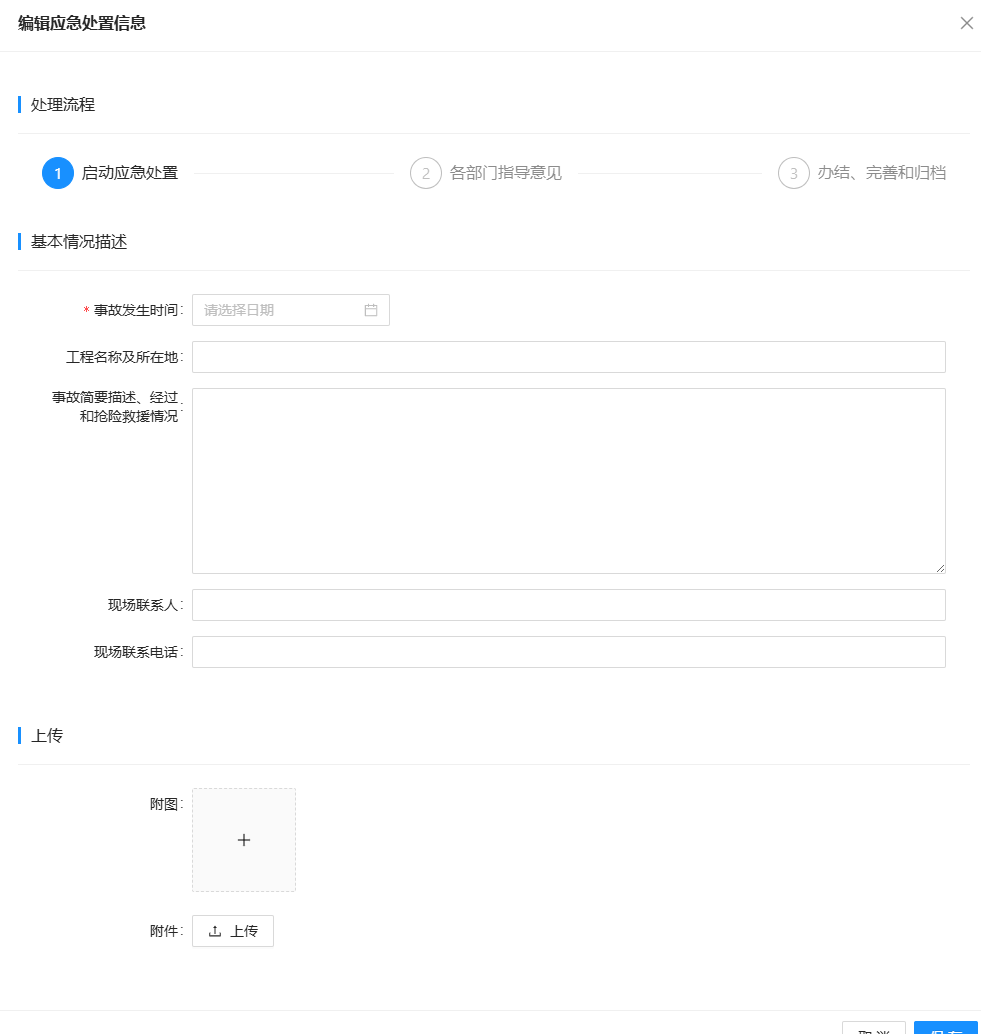 编辑应急处置信息
处理流程
1 启动应急处置
2 各部门指导意见
3 办结、完善和归档
基本情况描述
* 事故发生时间: 请选择日期
工程名称及所在地:
事故简要描述、经过
和抢险救援情况:
现场联系人:
现场联系电话:
上传
附图:
+
附件: 上传
取 消 保 存